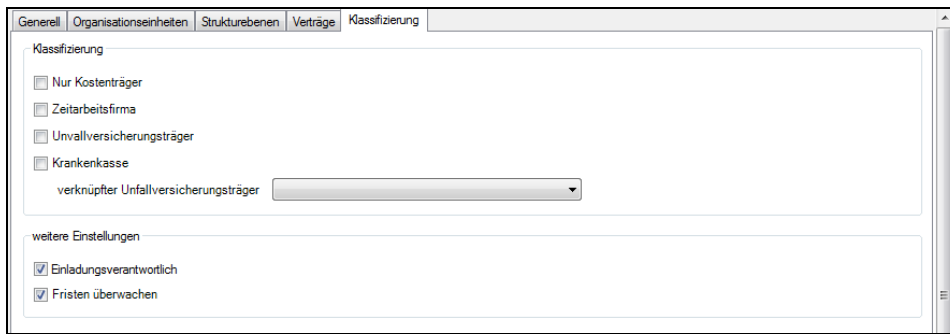 Generell Organisationseinheiten Strukturebenen Verträge Klassifizierung
Klassifizierung
Nur Kostenträger
Zeitarbeitsfirma
Unvallversicherungsträger
Krankenkasse
verknüpfter Unfallversicherungsträger
weitere Einstellungen
Einladungsverantwortlich
Fristen überwachen